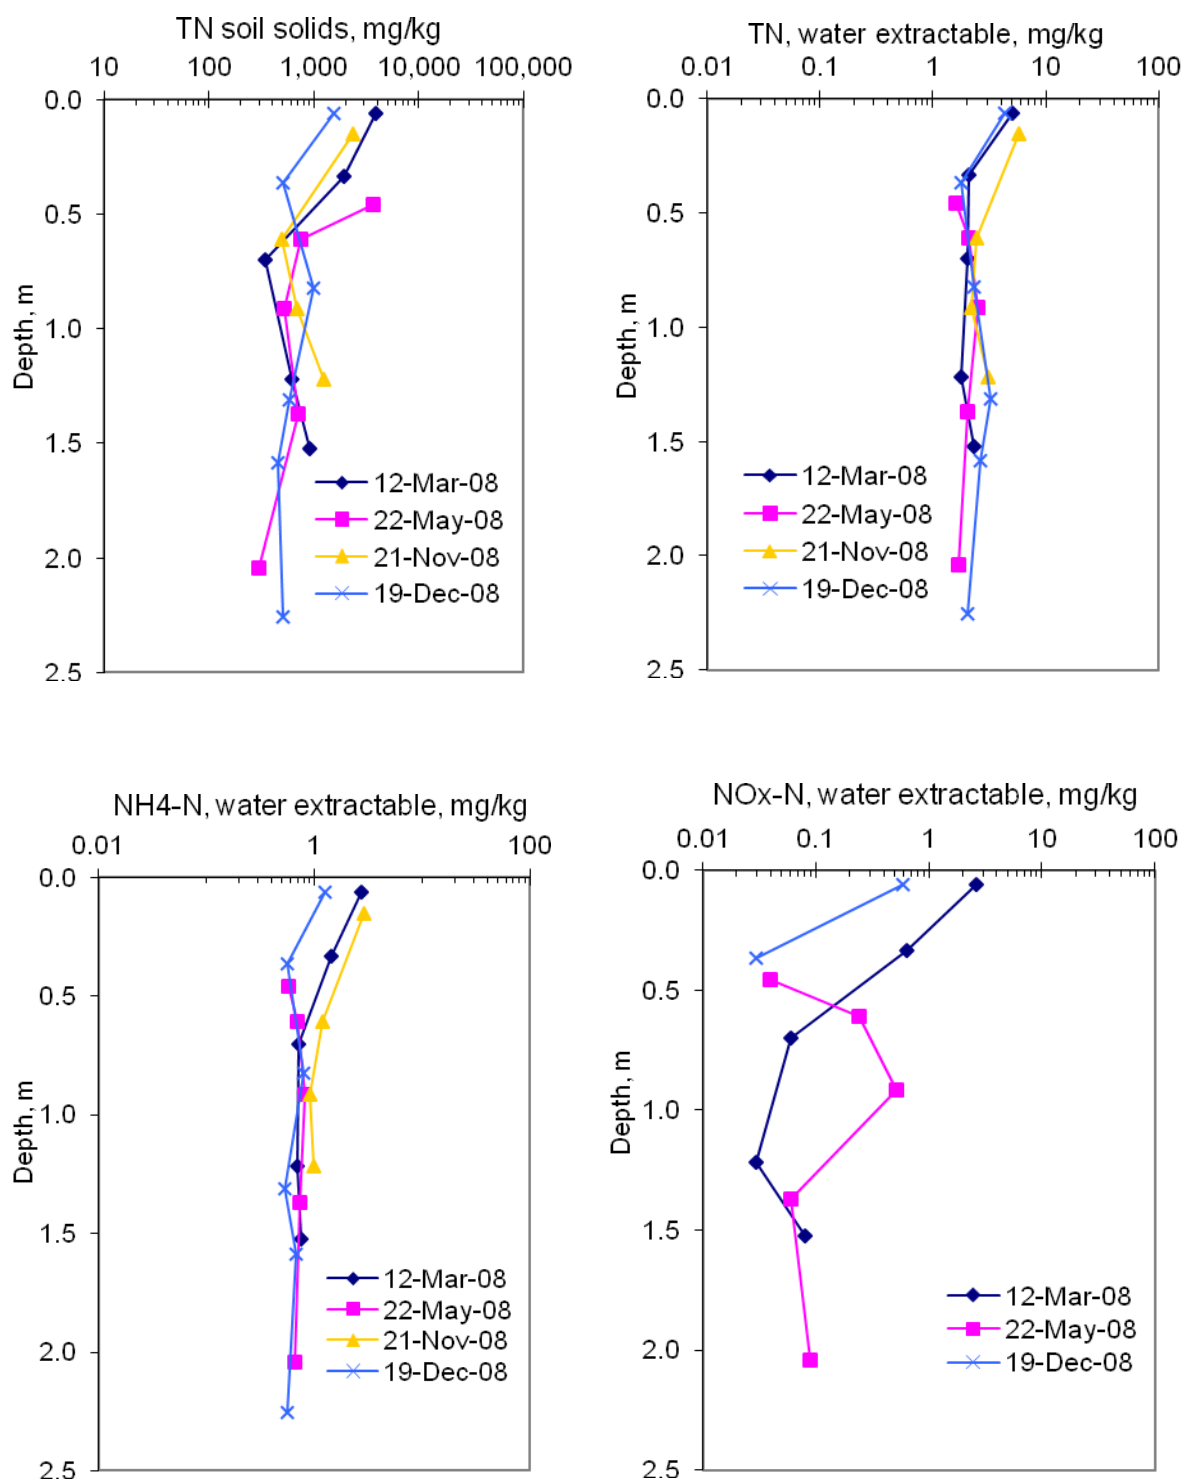 TN soil solids, mg/kg
10 100 1,000 10,000 100,000
0.0
0.5
1.0
1.5
2.0
2.5
Depth, m
12-Mar-08
22-May-08
21-Nov-08
19-Dec-08
TN, water extractable, mg/kg
0.01 0.1 1 10 100
0.0
0.5
1.0
1.5
2.0
2.5
Depth, m
12-Mar-08
22-May-08
21-Nov-08
19-Dec-08
NH4-N, water extractable, mg/kg
0.01 1 100
0.0
0.5
1.0
1.5
2.0
2.5
Depth, m
12-Mar-08
22-May-08
21-Nov-08
19-Dec-08
NOx-N, water extractable, mg/kg
0.01 0.1 1 10 100
0.0
0.5
1.0
1.5
2.0
2.5
Depth, m
12-Mar-08
22-May-08
19-Dec-08